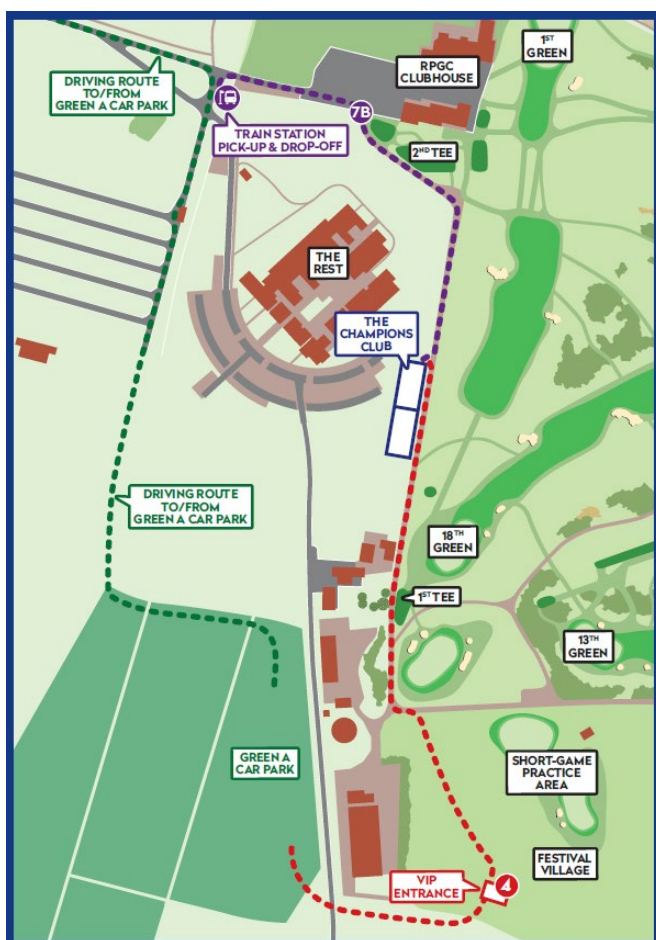 1ST
GREEN
RPGC
CLUBHOUSE
DRIVING ROUTE
TO/FROM
GREEN A CAR PARK
7B
TRAIN STATION
PICK-UP & DROP-OFF
2ND TEE
THE
REST
THE
CHAMPIONS
CLUB
DRIVING ROUTE
TO/FROM
GREEN A CAR PARK
18TH
GREEN
1ST TEE
13TH
GREEN
GREEN A
CAR PARK
SHORT-GAME
PRACTICE
AREA
FESTIVAL
VILLAGE
VIP
ENTRANCE
4